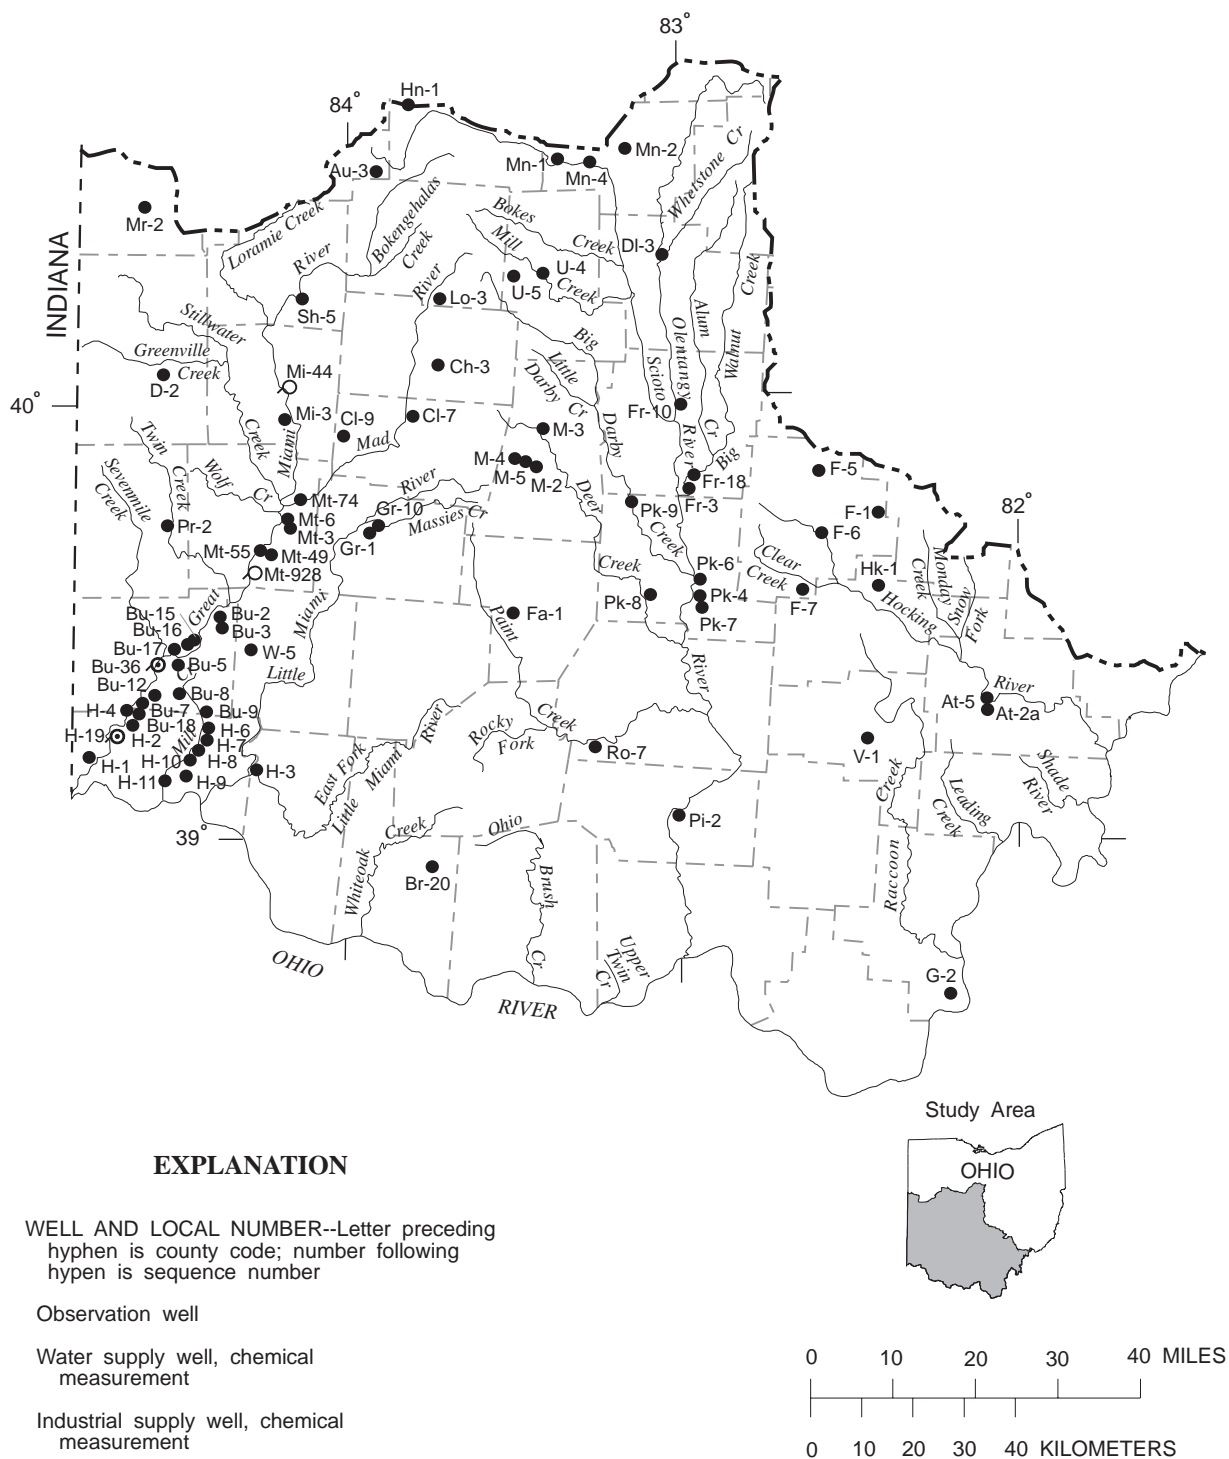 83°
84°
Hn-1
Mn-2
Mn-1
Mn-4
Au-3
Whetstone Cr
Mr-2
Loramie Creek
Bokengehalas
Creek
Bokes
Creek
Mill
Creek
Dl-3
INDIANA
River
U-4
U-5
Creek
River
Lo-3
Sh-5
Alum
Olentangy
Walnut
Stillwater
Greenville
Creek
D-2
Big
Little
Darby
Cr
Darby
Scioto
Mi-44
Ch-3
40°
Mi-3
Cl-9
Cl-7
Fr-10
M-3
River
Cr
Big
Twin
Creek
Creek
Miami
Mad
Sevenmile
Creek
Wolf
Cr
M-4
M-5
M-2
Deer
Fr-18
Fr-3
F-5
River
Mt-74
Gr-10
Massies Cr
Pk-9
F-1
82°
Pr-2
Mt-6
Mt-3
Gr-1
Creek
F-6
Mt-55
Mt-49
Mt-928
Creek
Pk-6
Clear
Creek
Hk-1
Monday
Creek
Snow
Fork
Pk-8
Pk-4
Pk-7
F-7
Hocking
Bu-15
Great
Bu-2
Miami
Paint
Fa-1
Bu-16
Bu-3
Bu-17
W-5
Bu-36
Bu-5
Little
River
Bu-12
Cr
Bu-8
River
H-4
Bu-7
Bu-9
At-5
At-2a
Bu-18
H-19
H-2
Mill
H-6
H-7
River
Rocky
Fork
Creek
Ro-7
V-1
H-1
H-10
H-8
H-11
H-9
H-3
East Fork
Little
Miami
Creek
Leading
Creek
Shade
River
39°
Creek
Ohio
Pi-2
Whiteoak
Br-20
Brush
Cr
Raccoon
Upper
Twin
Cr
G-2
OHIO
RIVER
Study Area
OHIO
EXPLANATION
WELL AND LOCAL NUMBER--Letter preceding
hyphen is county code; number following
hypen is sequence number
Observation well
Water supply well, chemical
measurement
Industrial supply well, chemical
measurement
0 10 20 30 40 MILES
0 10 20 30 40 KILOMETERS